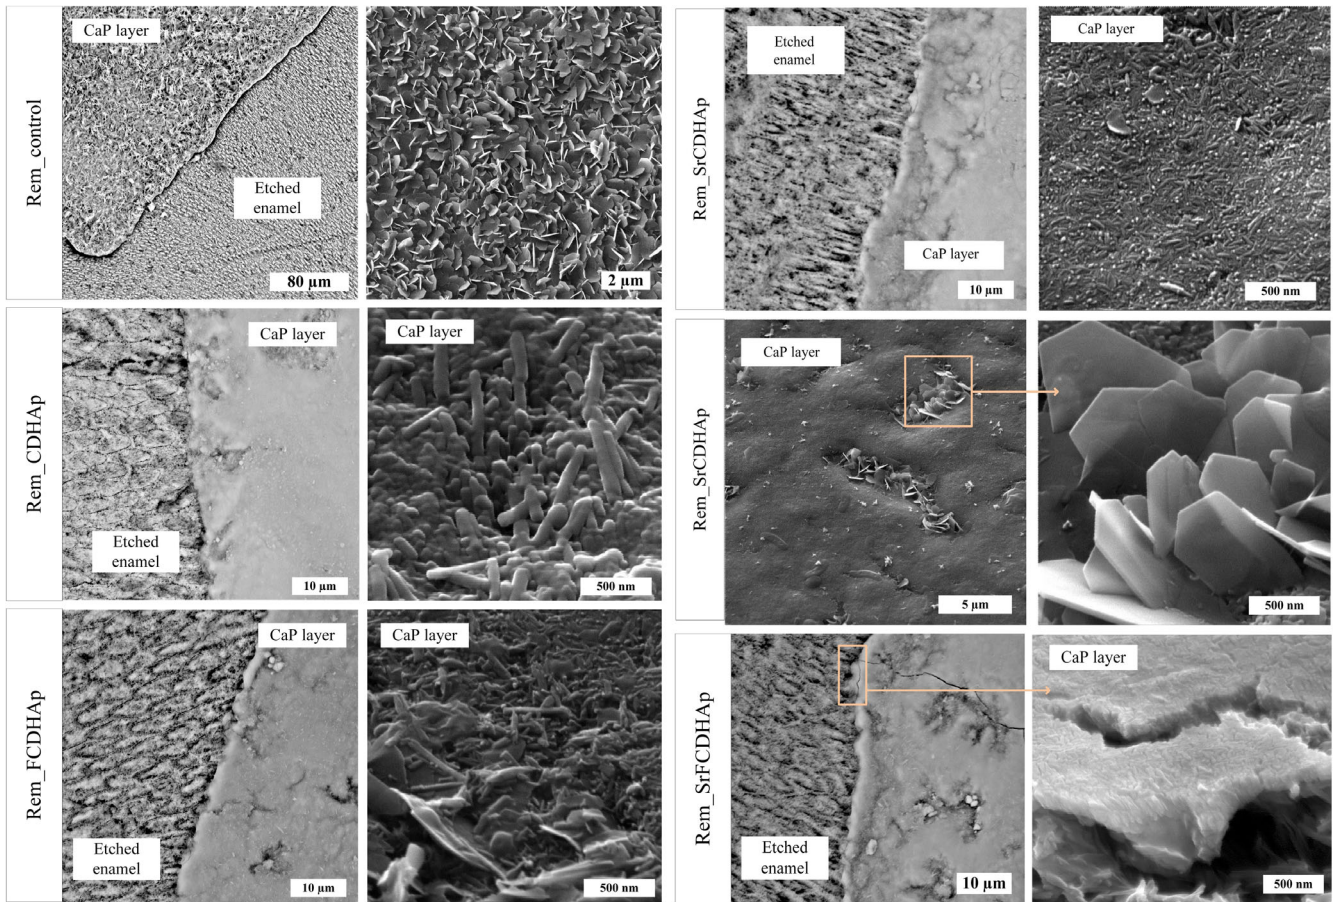 Rem_control
CaP layer
Etched
enamel
80 µm
2 µm
Rem_CDHAp
CaP layer
Etched
enamel
10 µm
CaP layer
500 nm
Rem_FCDHAp
CaP layer
Etched
enamel
10 µm
CaP layer
500 nm
Rem_SrCDHAp
Etched
enamel
CaP layer
10 µm
CaP layer
500 nm
Rem_SrCDHAp
CaP layer
5 µm
500 nm
Rem_SrFCDHAp
Etched
enamel
10 µm
CaP layer
500 nm